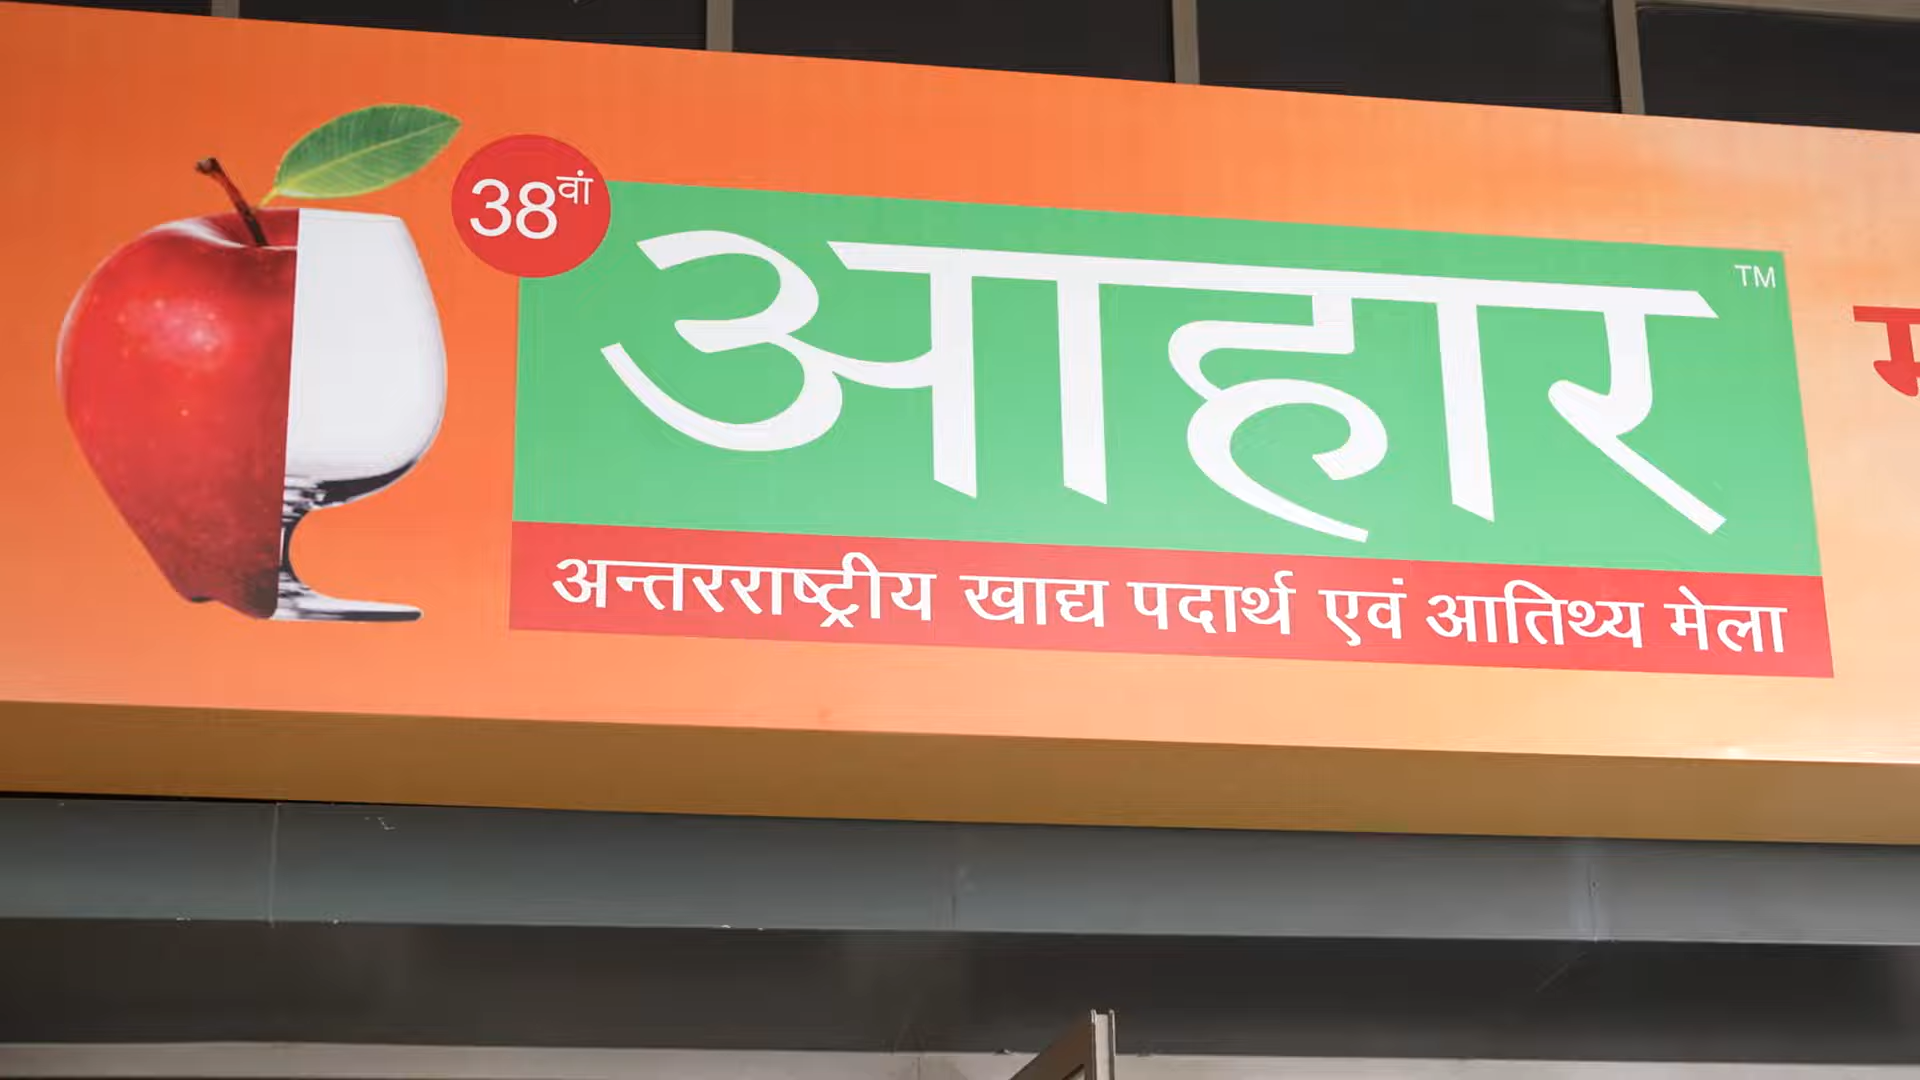 38वां
आहार TM
अन्तरराष्ट्रीय खाद्य पदार्थ एवं आतिथ्य मेला